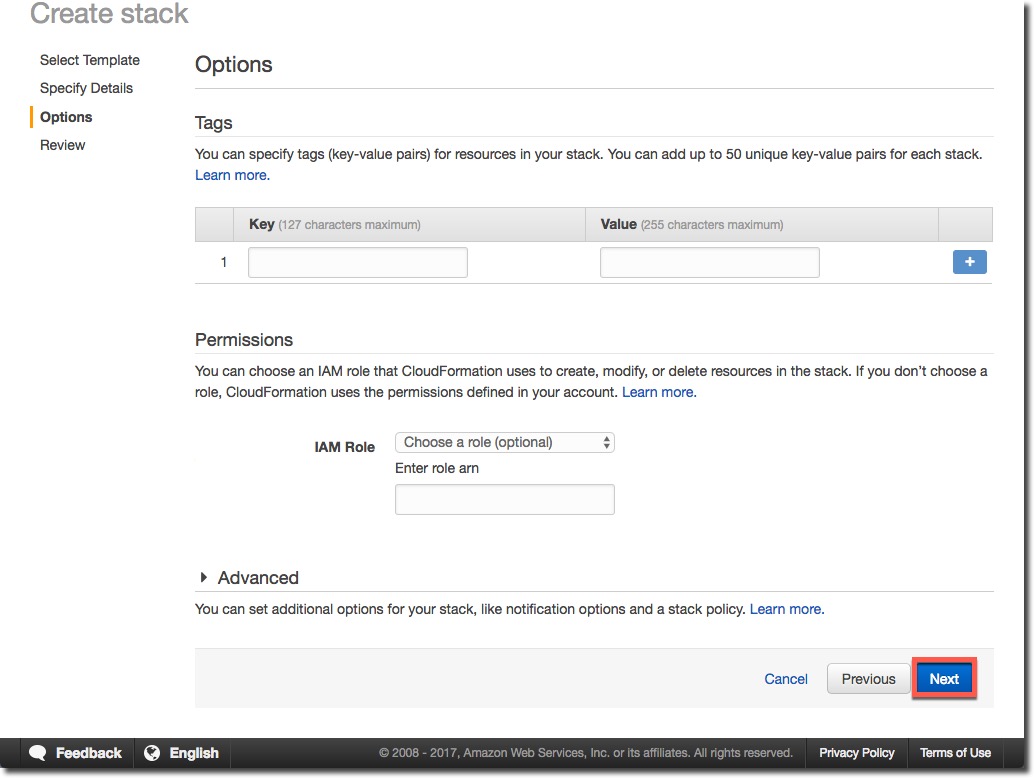 Create stack
Select Template
Specify Details
Options
Review
Options
Tags
You can specify tags (key-value pairs) for resources in your stack. You can add up to 50 unique key-value pairs for each stack.
Learn more.
Key (127 characters maximum) Value (255 characters maximum)
1 +
Permissions
You can choose an IAM role that CloudFormation uses to create, modify, or delete resources in the stack. If you don't choose a
role, CloudFormation uses the permissions defined in your account. Learn more.
IAM Role Choose a role (optional)
Enter role arn
Advanced
You can set additional options for your stack, like notification options and a stack policy. Learn more.
Cancel Previous Next
Feedback English © 2008 - 2017, Amazon Web Services, Inc. or its affiliates. All rights reserved. Privacy Policy Terms of Use